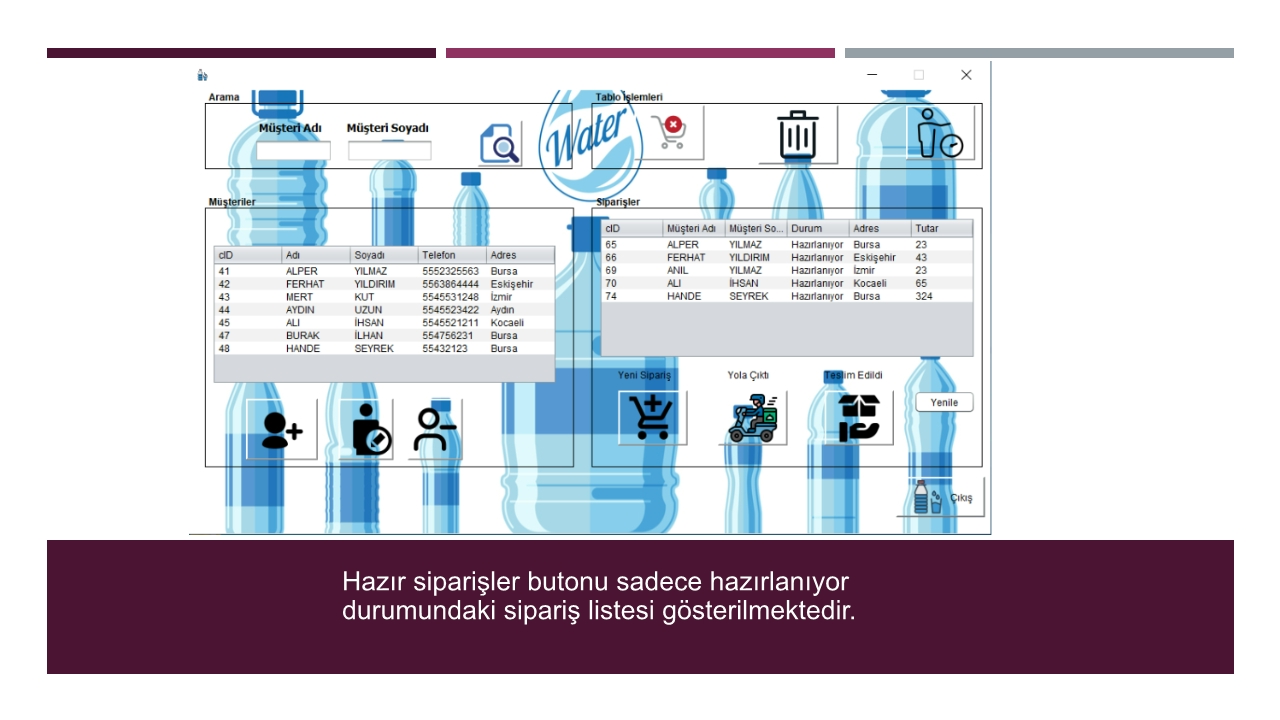 Arama
Müşteri Adı Müşteri Soyadı
Water
Tablo İşlemleri
Müşteriler
cID Adı Soyadı Telefon Adres
41 ALPER YILMAZ 5552325563 Bursa
42 FERHAT YILDIRIM 5563864444 Eskişehir
43 MERT KUT 5545531248 İzmir
44 AYDIN UZUN 5545523422 Aydın
45 ALI İHSAN 5545521211 Kocaeli
47 BURAK İLHAN 554756231 Bursa
48 HANDE SEYREK 55432123 Bursa
Siparişler
cID Müşteri Adı Müşteri So... Durum Adres Tutar
65 ALPER YILMAZ Hazırlanıyor Bursa 23
66 FERHAT YILDIRIM Hazırlanıyor Eskişehir 43
69 ANIL YILMAZ Hazırlanıyor İzmir 23
70 ALI İHSAN Hazırlanıyor Kocaeli 65
74 HANDE SEYREK Hazırlanıyor Bursa 324
Yeni Sipariş Yola Çıktı Teslim Edildi
Yenile
Çıkış
Hazır siparişler butonu sadece hazırlanıyor
durumundaki sipariş listesi gösterilmektedir.